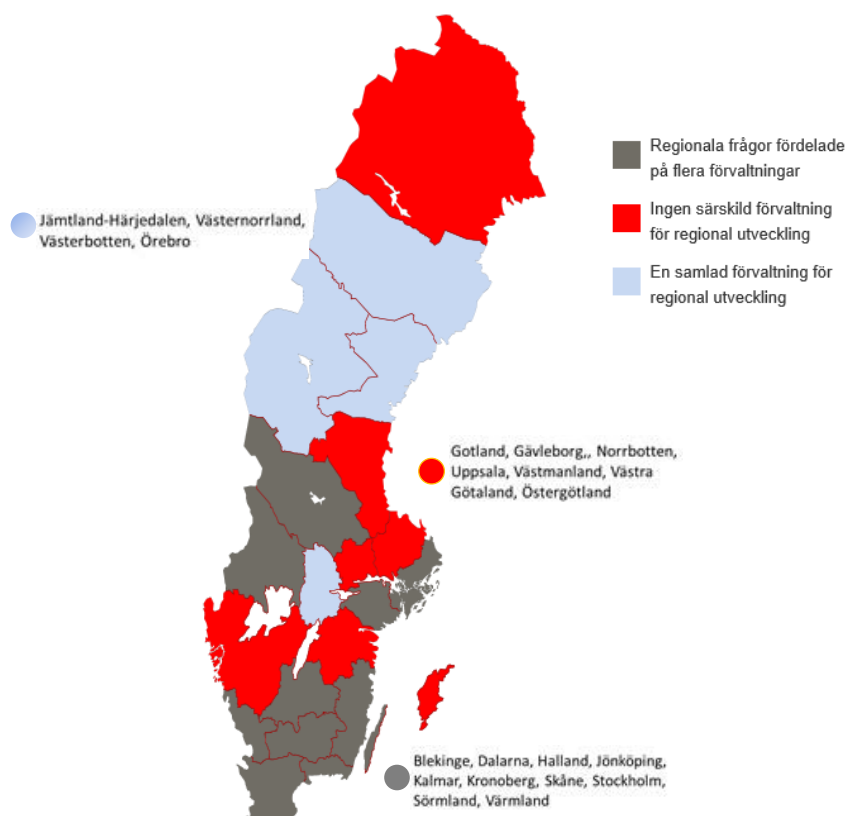 Regionala frågor fördelade
på flera förvaltningar
Ingen särskild förvaltning
för regional utveckling
En samlad förvaltning för
regional utveckling
Jämtland-Härjedalen, Västernorrland,
Västerbotten, Örebro
Gotland, Gävleborg,, Norrbotten,
Uppsala, Västmanland, Västra
Götaland, Östergötland
Blekinge, Dalarna, Halland, Jönköping,
Kalmar, Kronoberg, Skåne, Stockholm,
Sörmland, Värmland